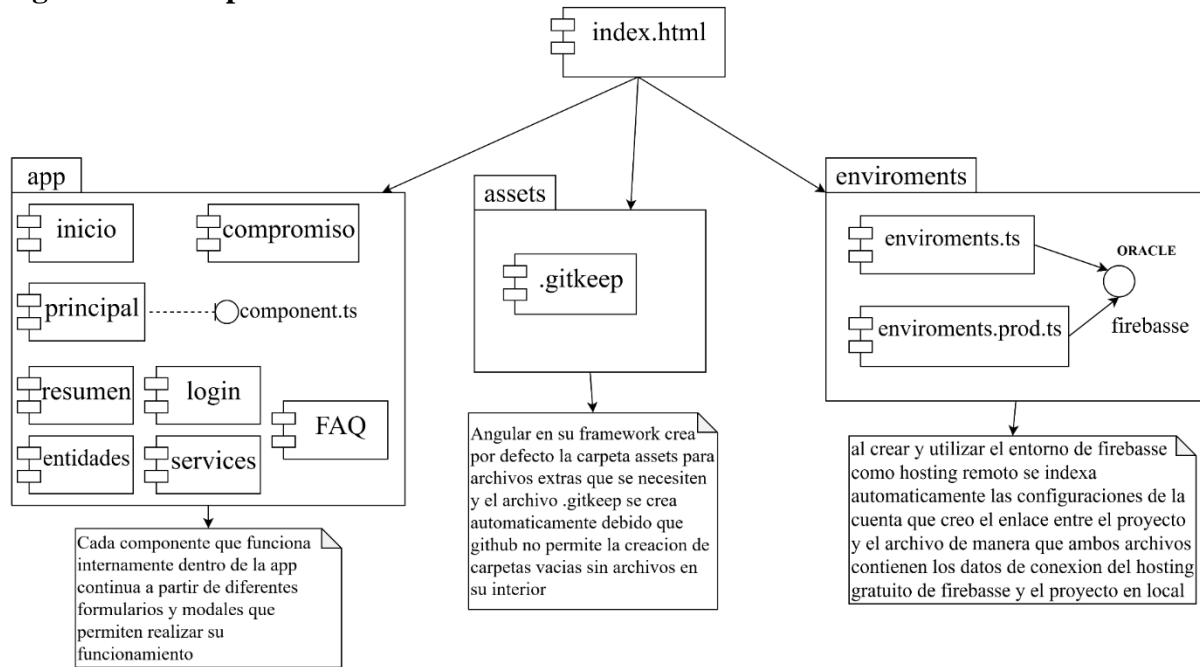 index.html
app
inicio
compromiso
principal
component.ts
resumen
login
FAQ
entidades
services
Cada componente que funciona
internamente dentro de la app
continua a partir de diferentes
formularios y modales que
permiten realizar su
funcionamiento
assets
.gitkeep
Angular en su framework crea
por defecto la carpeta assets para
archivos extras que se necesiten
y el archivo .gitkeep se crea
automaticamente debido que
github no permite la creacion de
carpetas vacias sin archivos en
su interior
enviroments
enviroments.ts
ORACLE
enviroments.prod.ts
firebasse
al crear y utilizar el entorno de firebasse
como hosting remoto se indexa
automaticamente las configuraciones de la
cuenta que creo el enlace entre el proyecto
y el archivo de manera que ambos archivos
contienen los datos de conexion del hosting
gratuito de firebasse y el proyecto en local